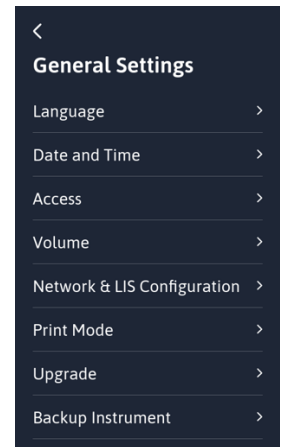 General Settings
Language
Date and Time
Access
Volume
Network & LIS Configuration
Print Mode
Upgrade
Backup Instrument